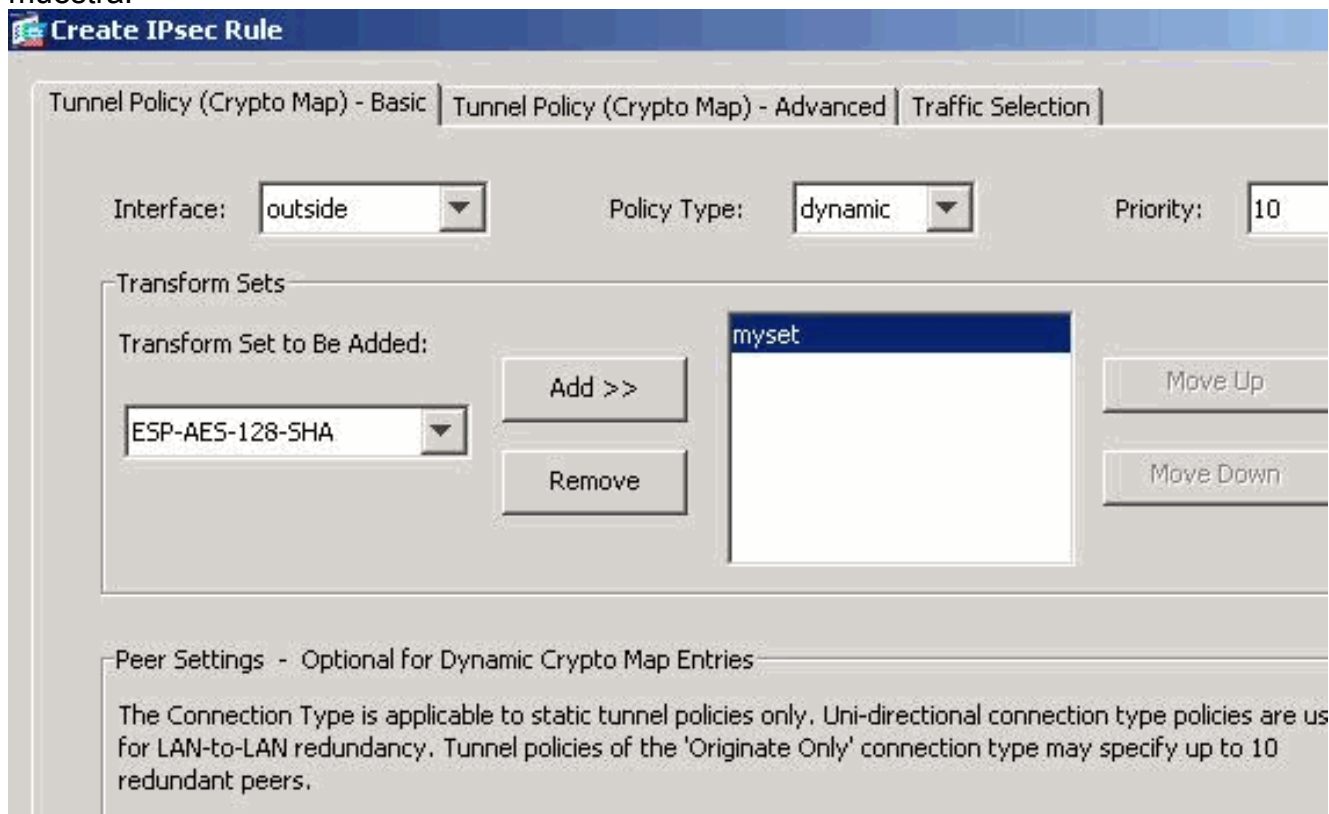 muestra:
Create IPsec Rule
Tunnel Policy (Crypto Map) - Basic Tunnel Policy (Crypto Map) - Advanced Traffic Selection
Interface: outside Policy Type: dynamic Priority: 10
Transform Sets
Transform Set to Be Added:
myset
Add >> Move Up
ESP-AES-128-SHA
Remove Move Down
Peer Settings - Optional for Dynamic Crypto Map Entries
The Connection Type is applicable to static tunnel policies only. Uni-directional connection type policies are us
for LAN-to-LAN redundancy. Tunnel policies of the 'Originate Only' connection type may specify up to 10
redundant peers.